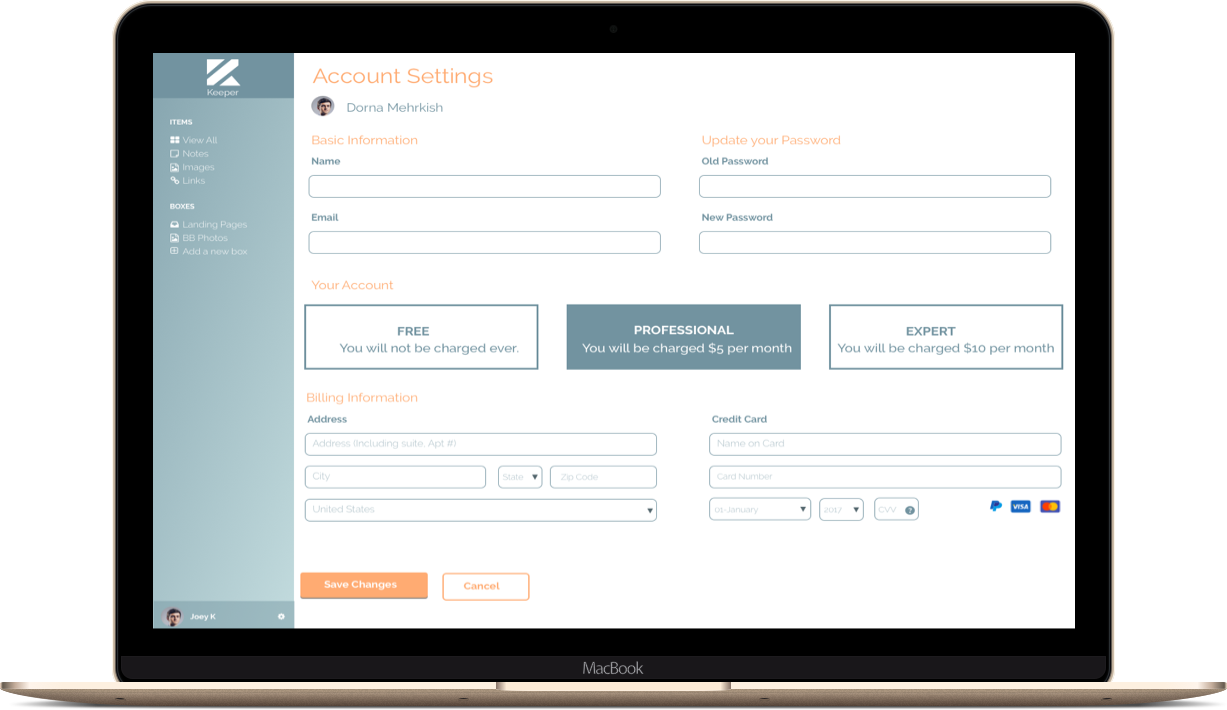 Keeper
ITEMS
View All
Notes
Images
Links
BOXES
Landing Pages
BB Photos
Add a new box
Joey K
Account Settings
Dorna Mehrkish
Basic Information
Name
Email
Update your Password
Old Password
New Password
Your Account
FREE
You will not be charged ever.
PROFESSIONAL
You will be charged $5 per month
EXPERT
You will be charged $10 per month
Billing Information
Address
Address (Including suite, Apt #)
City
State
Zip Code
United States
Credit Card
Name on Card
Card Number
01-January
2017
CVV
?
VISA
Save Changes
Cancel
MacBook